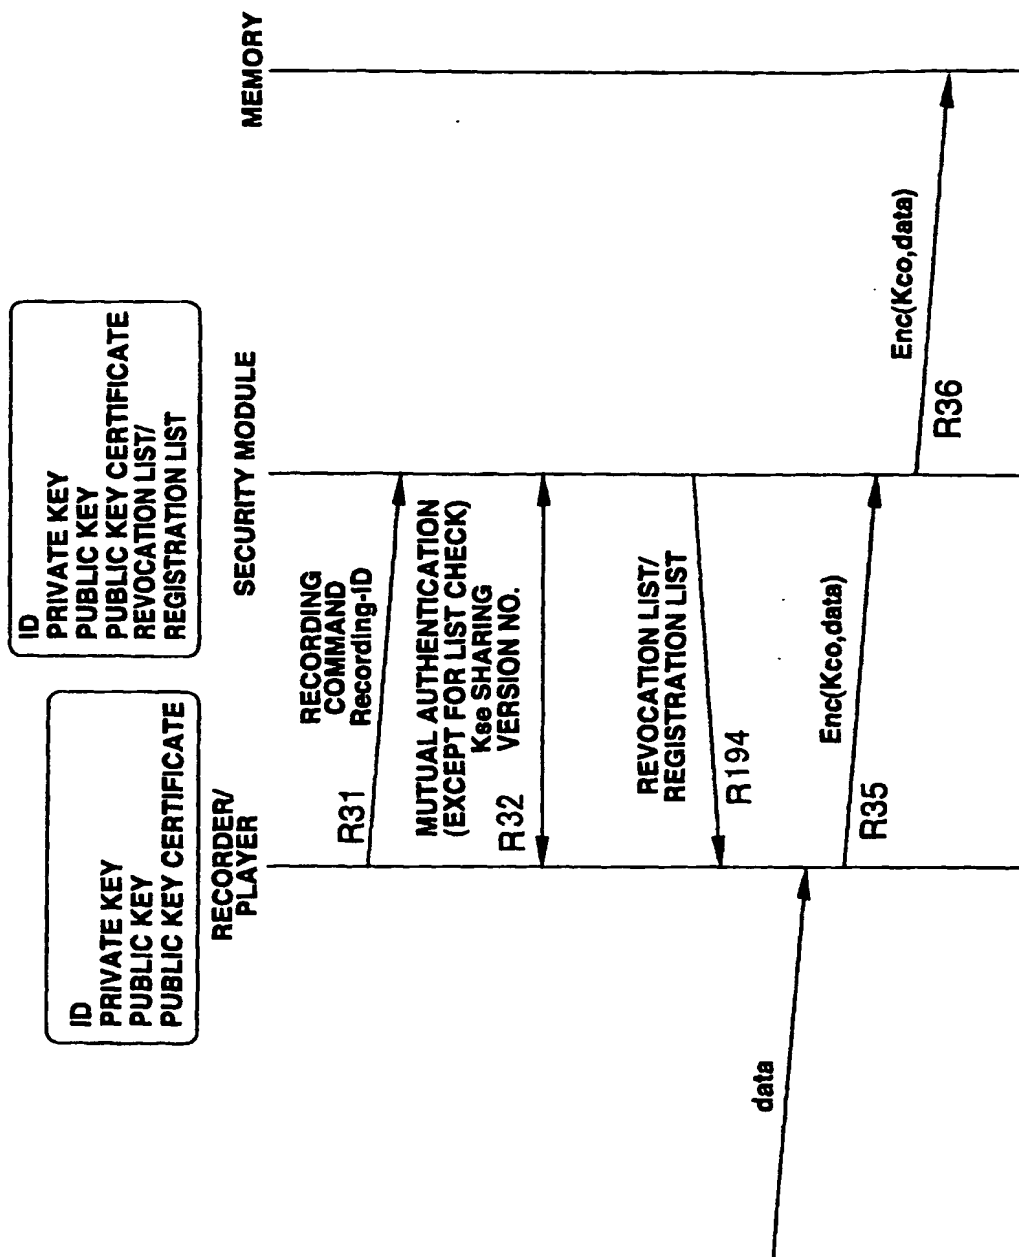 ID
PRIVATE KEY
PUBLIC KEY
PUBLIC KEY CERTIFICATE
RECORDER/
PLAYER
ID
PRIVATE KEY
PUBLIC KEY
PUBLIC KEY CERTIFICATE
REVOCATION LIST/
REGISTRATION LIST
SECURITY MODULE
MEMORY
RECORDING
COMMAND
Recording-ID
R31
MUTUAL AUTHENTICATION
(EXCEPT FOR LIST CHECK)
Kse SHARING
VERSION NO.
R32
REVOCATION LIST/
REGISTRATION LIST
R194
data
Enc(Kco,data)
R35
Enc(Kco,data)
R36